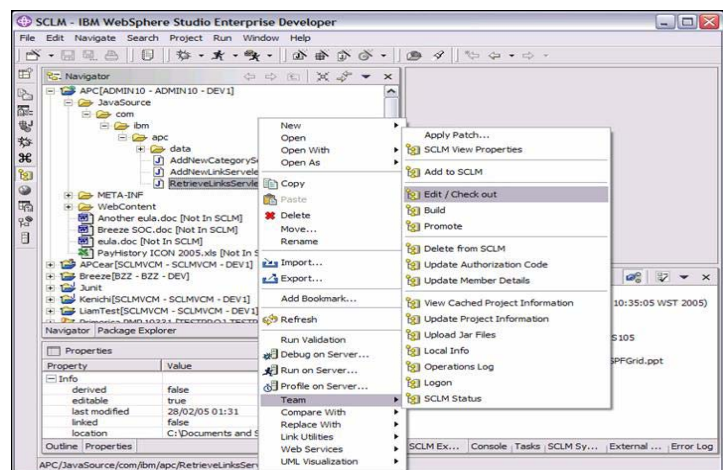 SCLM - IBM WebSphere Studio Enterprise Developer
File Edit Navigate Search Project Run Window Help
Navigator
APC[ADMIN10 - ADMIN10 - DEV1]
JavaSource
com
ibm
apc
data
AddNewCategorySe
AddNewLinkServle
RetrieveLinksServle
META-INF
WebContent
Another eula.doc [Not In SCLM]
Breeze SOC.doc [Not In SCLM]
eula.doc [Not In SCLM]
PayHistory ICON 2005.xls [Not In S
APCear[SCLMVCM - SCLMVCM - DEV1]
Breeze[BZZ - BZZ - DEV]
Junit
Kenichi[SCLMVCM - SCLMVCM - DEV1]
LiamTest[SCLMVCM - SCLMVCM - DEV1]
Navigator Package Explorer
Properties
Property Value
Info
derived false
editable true
last modified 28/02/05 01:31
linked false
location C:\Documents and S
Outline Properties
APC/JavaSource/com/ibm/apc/RetrieveLinksSer
New
Open
Open With
Open As
Copy
Paste
Delete
Move...
Rename
Import...
Export...
Add Bookmark...
Refresh
Run Validation
Debug on Server...
Run on Server...
Profile on Server...
Team
Compare With
Replace With
Link Utilities
Web Services
UML Visualization
Apply Patch...
SCLM View Properties
Add to SCLM
Edit / Check out
Build
Promote
Delete from SCLM
Update Authorization Code
Update Member Details
View Cached Project Information
Update Project Information
Upload Jar Files
Local Info
Operations Log
Logon
SCLM Status
10:35:05 WST 2005)
S105
SPFGrid.ppt
SCLM Ex... Console Tasks SCLM Sy... External ... Error Log